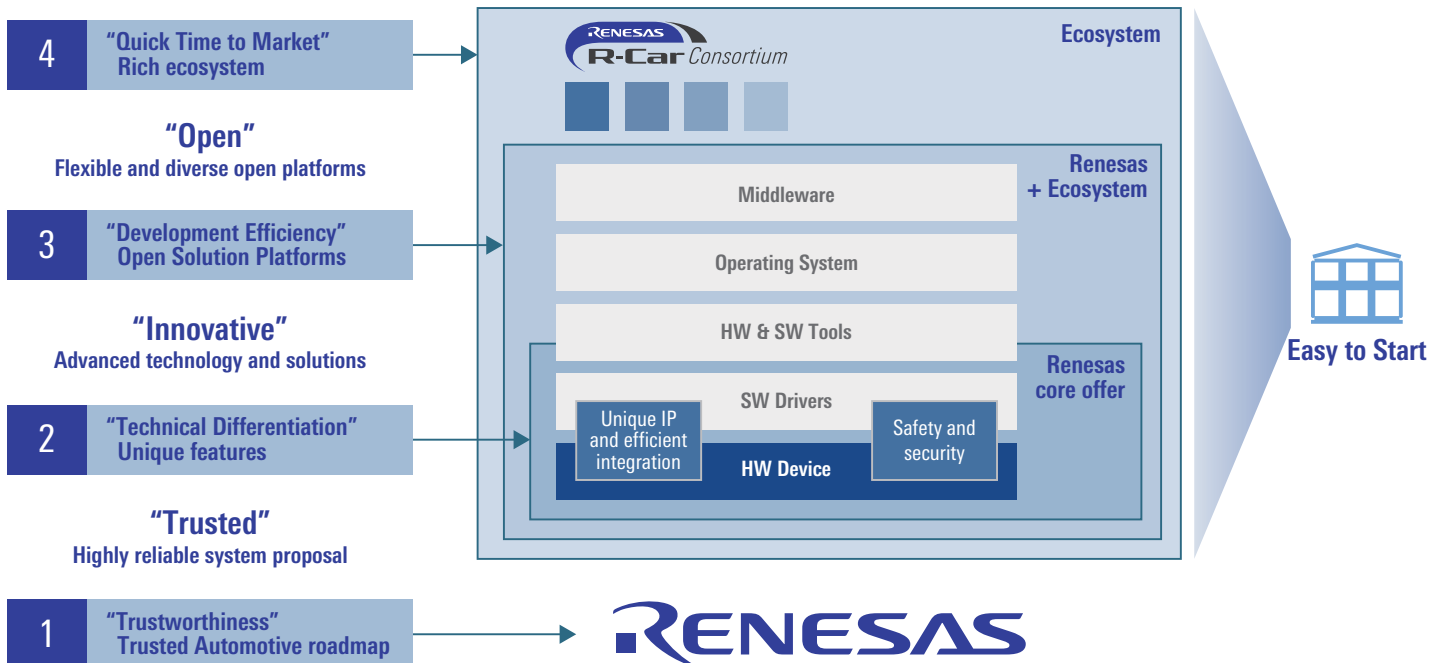 4
“Quick Time to Market”
Rich ecosystem
“Open”
Flexible and diverse open platforms
3
“Development Efficiency”
Open Solution Platforms
“Innovative”
Advanced technology and solutions
2
“Technical Differentiation”
Unique features
“Trusted”
Highly reliable system proposal
1
“Trustworthiness”
Trusted Automotive roadmap
RENESAS
R-Car Consortium
Ecosystem
Renesas
+ Ecosystem
Middleware
Operating System
HW & SW Tools
Renesas
core offer
SW Drivers
Unique IP
and efficient
integration
Safety and
security
HW Device
RENESAS
Easy to Start